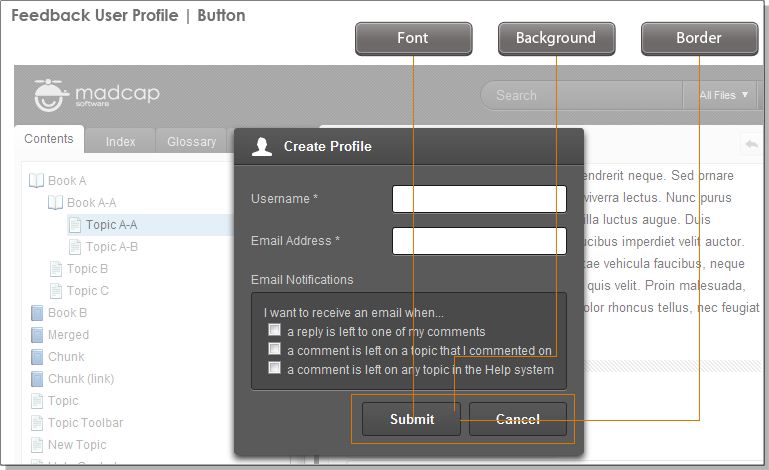 Feedback User Profile | Button
Font
Background
Border
madcap
software
Search
All Files
Contents
Index
Glossary
Create Profile
Book A
Book A-A
Topic A-A
Topic A-B
Topic B
Topic C
Book B
Merged
Chunk
Chunk (link)
Topic
Topic Toolbar
New Topic
Username *
Email Address *
Email Notifications
I want to receive an email when...
a reply is left to one of my comments
a comment is left on a topic that I commented on
a comment is left on any topic in the Help system
Submit
Cancel
endrerit neque. Sed ornare
viverra lectus. Nunc purus
illa luctus augue. Duis
ucibus imperdiet velit auctor.
tae vehicula faucibus, neque
quis velit. Proin malesuada,
olor rhoncus tellus, nec feugiat